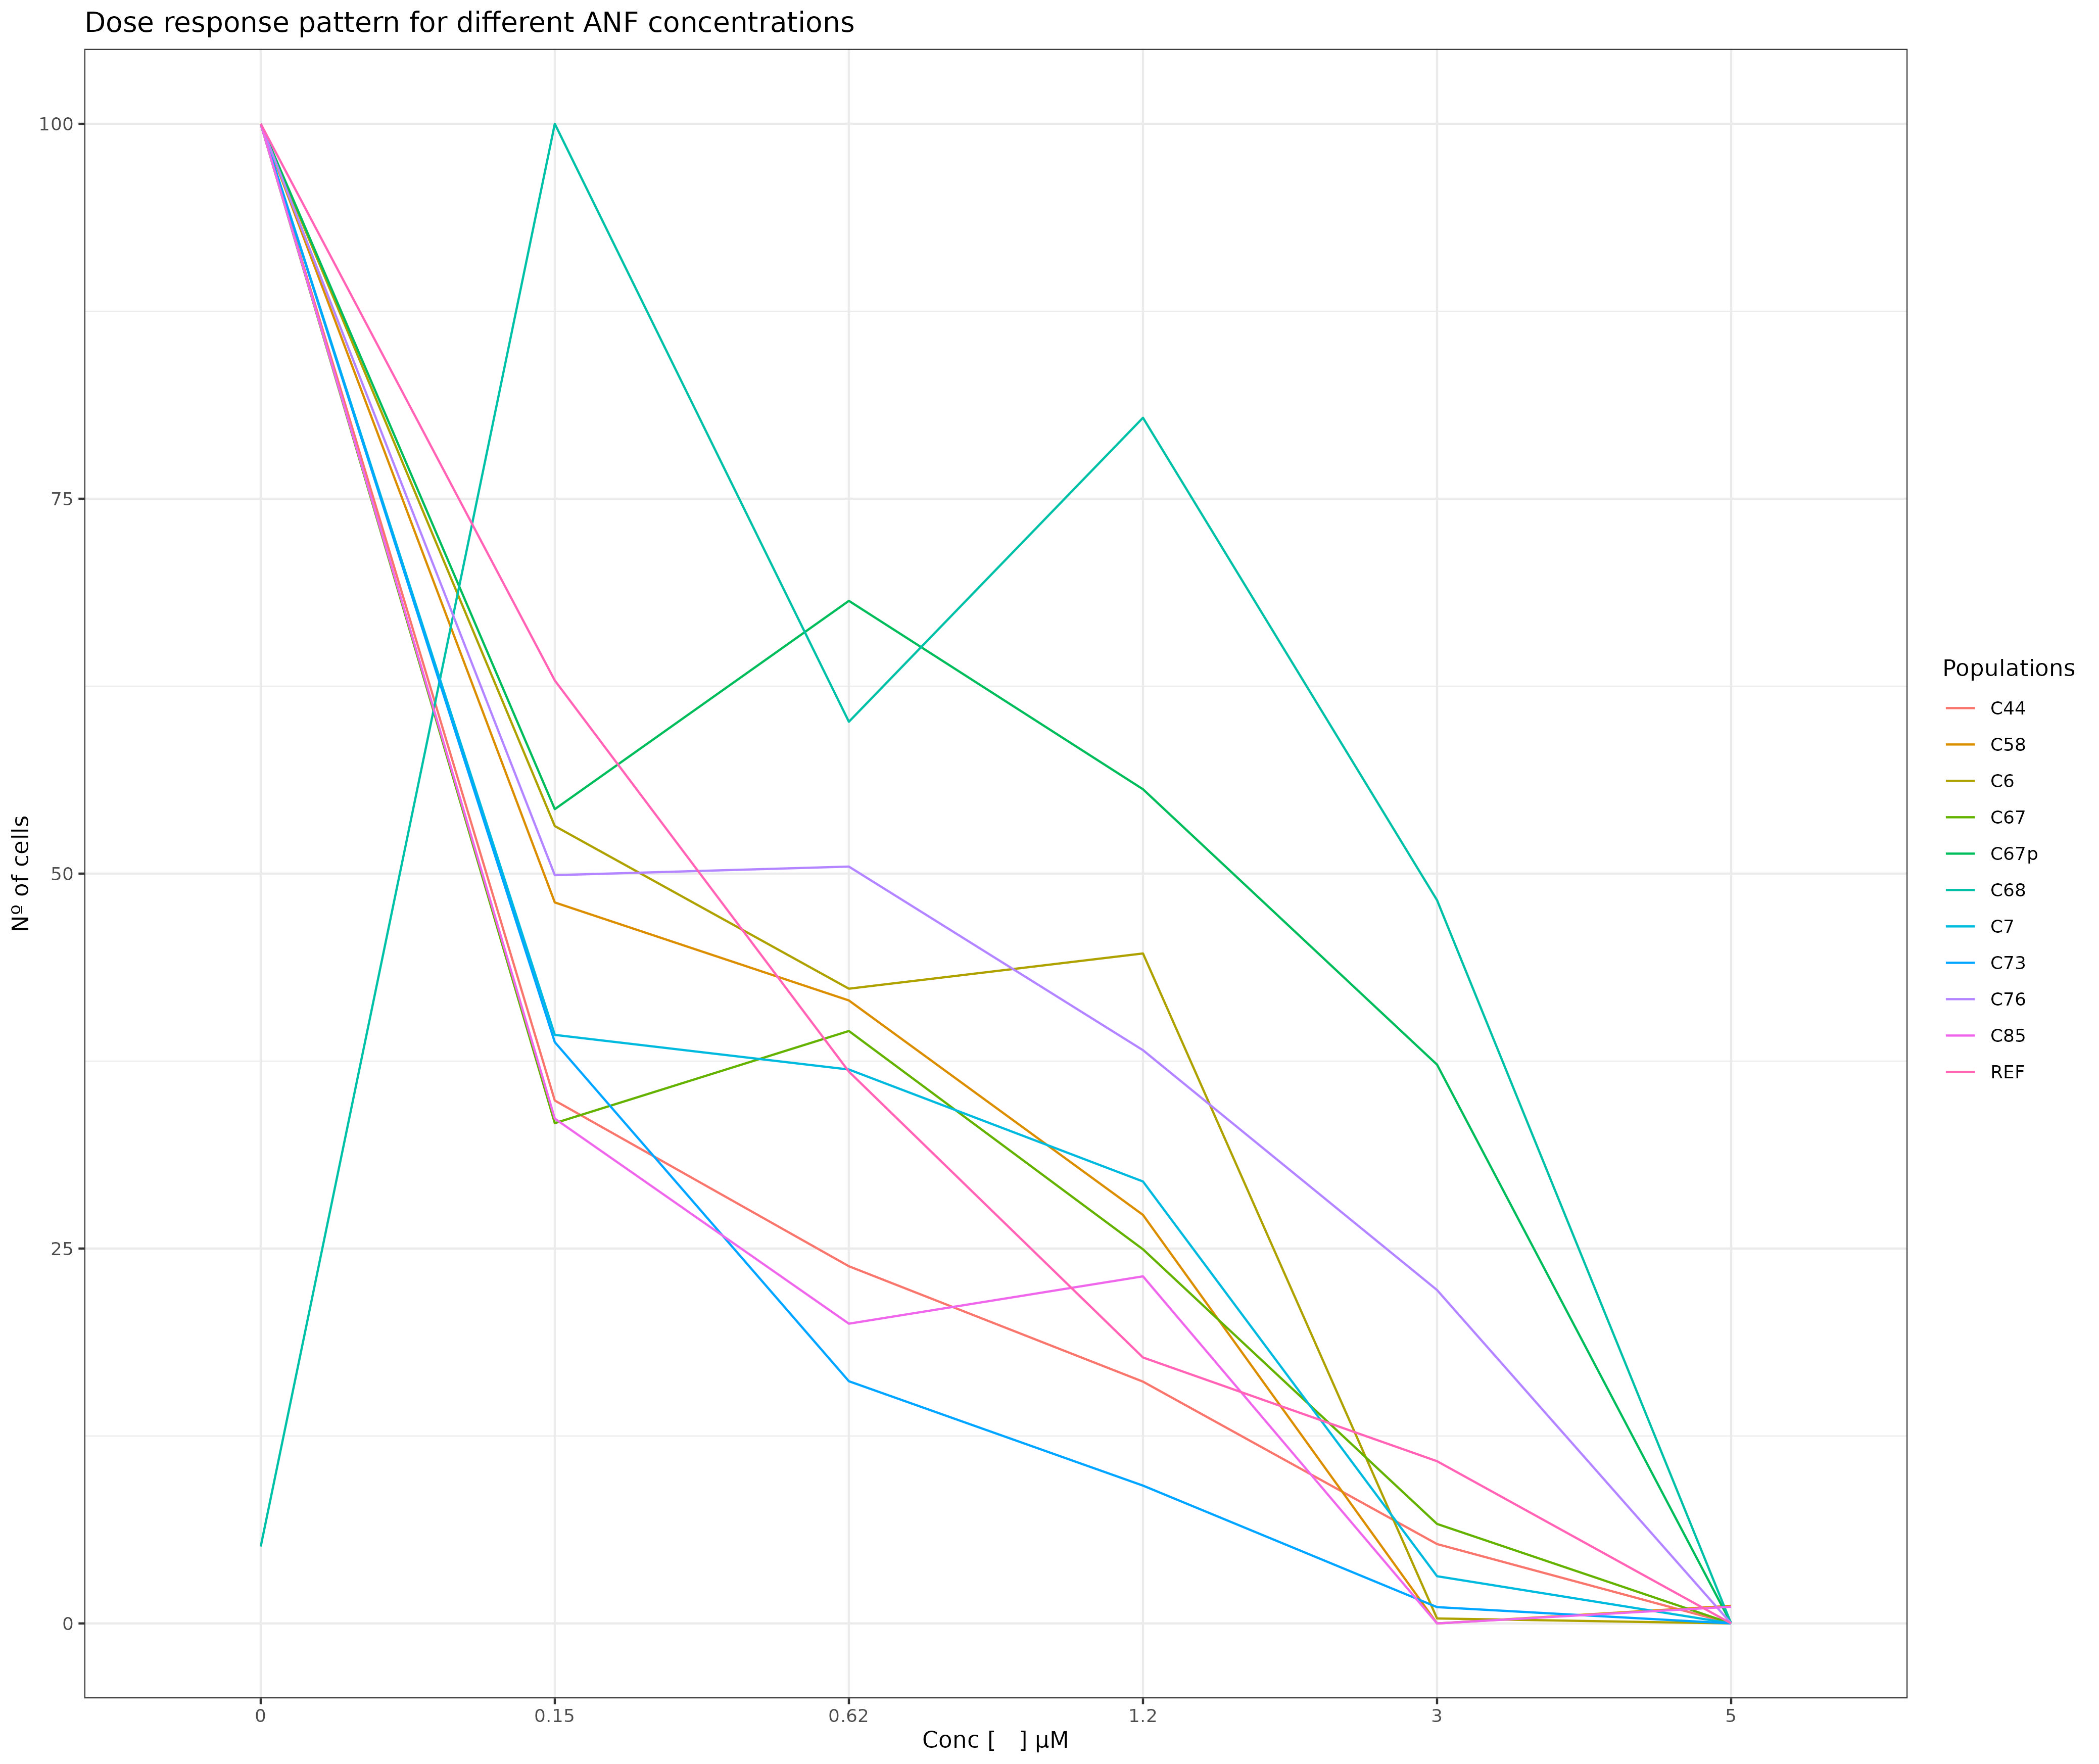 Dose response pattern for different ANF concentrations
100
75
50
25
0
Nº of cells
0 0.15 0.62 1.2 3 5
Conc [ ] µM
Populations
C44
C58
C6
C67
C67p
C68
C7
C73
C76
C85
REF